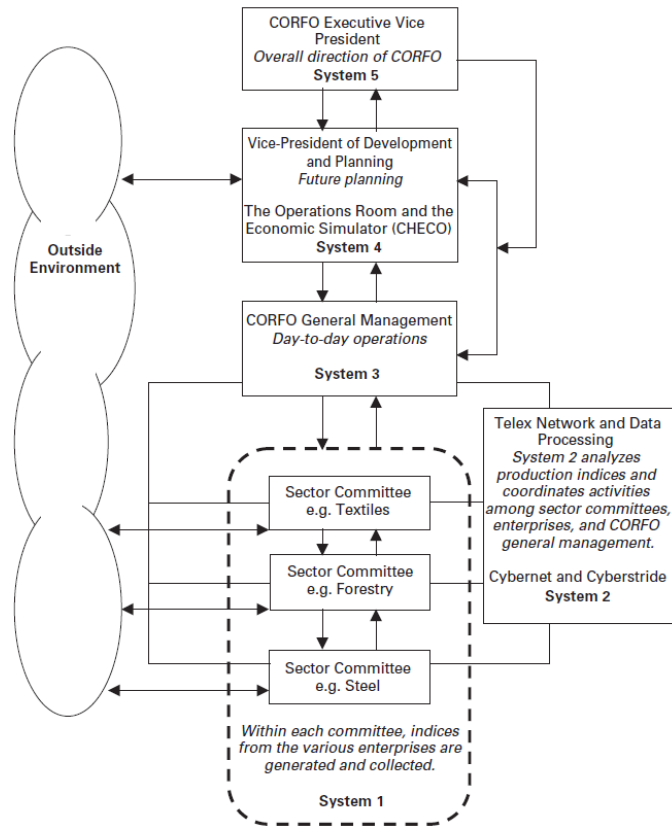 CORFO Executive Vice
President
Overall direction of CORFO
System 5
Vice-President of Development
and Planning
Future planning
The Operations Room and the
Economic Simulator (CHECO)
System 4
Outside
Environment
CORFO General Management
Day-to-day operations
System 3
Telex Network and Data
Processing
System 2 analyzes
production indices and
coordinates activities
among sector committees,
enterprises, and CORFO
general management.
Cybernet and Cyberstride
System 2
Sector Committee
e.g. Textiles
Sector Committee
e.g. Forestry
Sector Committee
e.g. Steel
Within each committee, indices
from the various enterprises are
generated and collected.
System 1